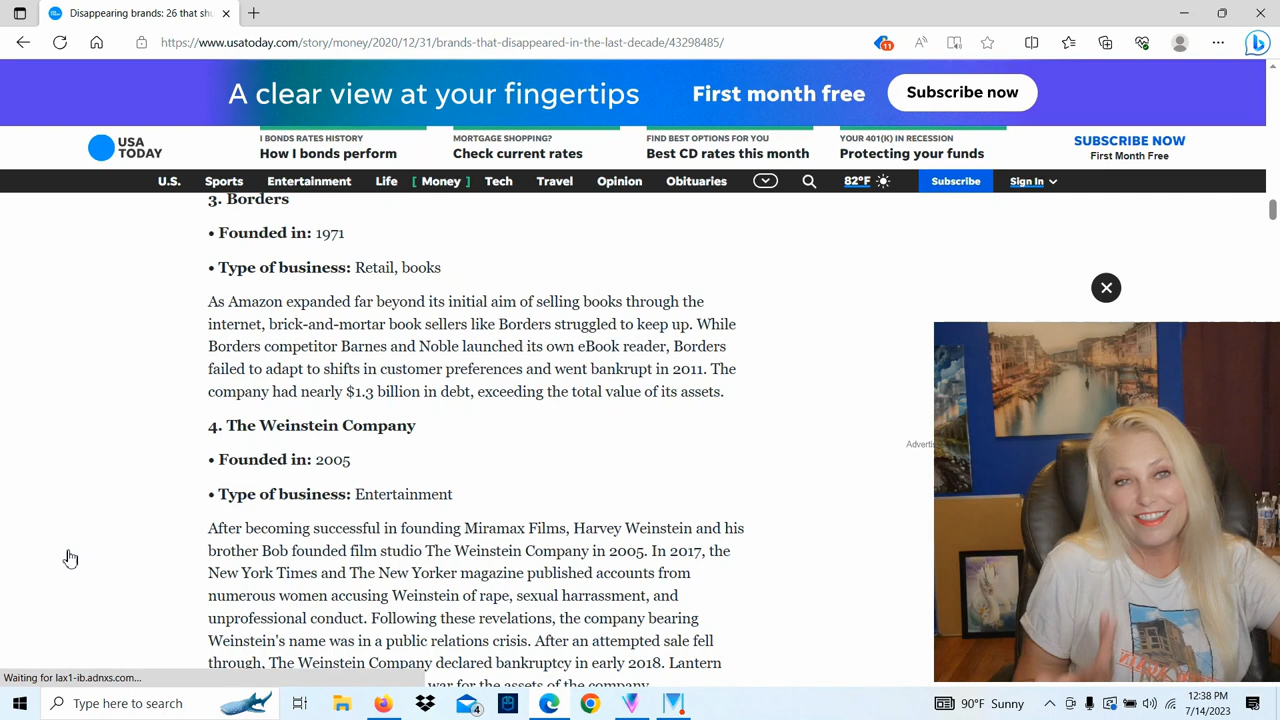 Disappearing brands: 26 that shu
https://www.usatoday.com/story/money/2020/12/31/brands-that-disappeared-in-the-last-decade/43298485/
11
A clear view at your fingertips First month free Subscribe now
USA TODAY
I BONDS RATES HISTORY
How I bonds perform
MORTGAGE SHOPPING?
Check current rates
FIND BEST OPTIONS FOR YOU
Best CD rates this month
YOUR 401(K) IN RECESSION
Protecting your funds
SUBSCRIBE NOW
First Month Free
U.S. Sports Entertainment Life [ Money ] Tech Travel Opinion Obituaries 82°F Subscribe Sign In
3. Borders
• Founded in: 1971
• Type of business: Retail, books
As Amazon expanded far beyond its initial aim of selling books through the
internet, brick-and-mortar book sellers like Borders struggled to keep up. While
Borders competitor Barnes and Noble launched its own eBook reader, Borders
failed to adapt to shifts in customer preferences and went bankrupt in 2011. The
company had nearly $1.3 billion in debt, exceeding the total value of its assets.
4. The Weinstein Company
• Founded in: 2005
• Type of business: Entertainment
After becoming successful in founding Miramax Films, Harvey Weinstein and his
brother Bob founded film studio The Weinstein Company in 2005. In 2017, the
New York Times and The New Yorker magazine published accounts from
numerous women accusing Weinstein of rape, sexual harrassment, and
unprofessional conduct. Following these revelations, the company bearing
Weinstein's name was in a public relations crisis. After an attempted sale fell
through, The Weinstein Company declared bankruptcy in early 2018. Lantern
war for the assets of the company
Advertis
Waiting for lax1-ib.adnxs.com...
Type here to search
4
90°F Sunny
12:38 PM
7/14/2023